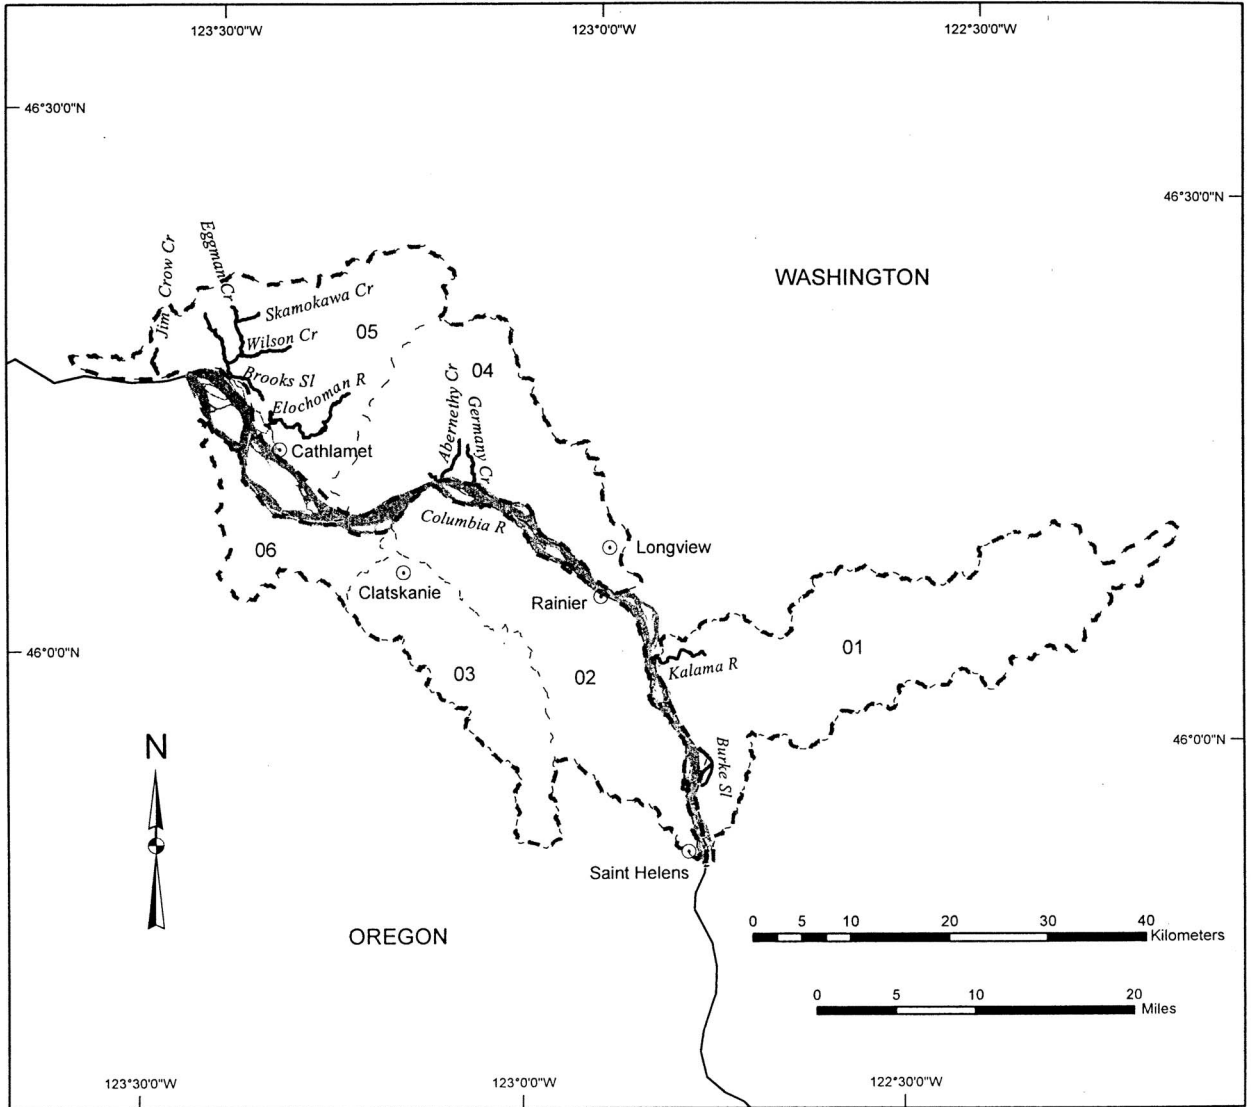 123°30'0"W
123°0'0"W
122°30'0"W
46°30'0"N
46°30'0"N
WASHINGTON
Jim Crow Cr
Eggman Cr
Skamokawa Cr
05
Wilson Cr
04
Brooks Sl
Elochoman R
Abernethy Cr
Germany Cr
Cathlamet
Columbia R
06
Longview
Clatskanie
Rainier
01
46°0'0"N
03
02
Kalama R
N
Burke Sl
46°0'0"N
Saint Helens
OREGON
0 5 10 20 30 40
Kilometers
0 5 10 20
Miles
123°30'0"W
123°0'0"W
122°30'0"W